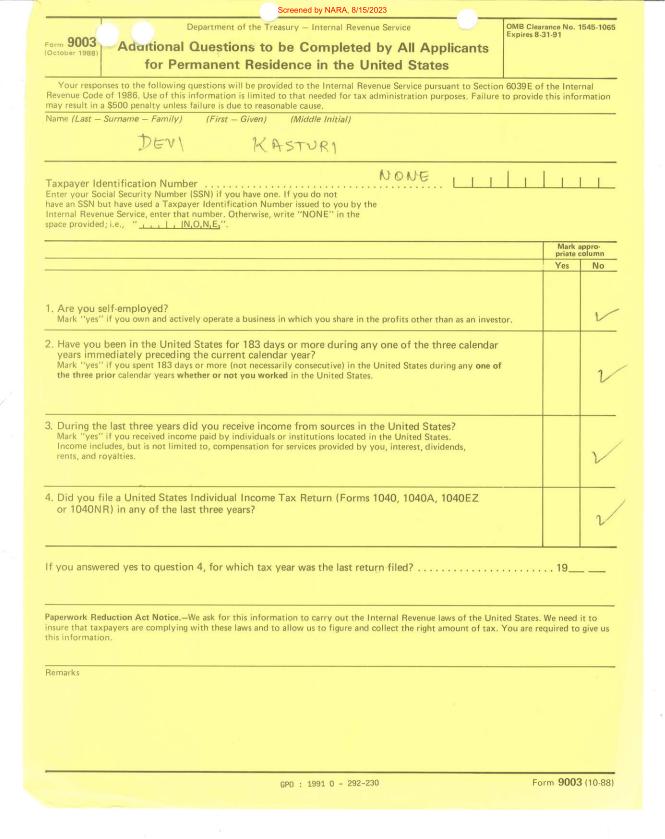 Screened by NARA, 8/15/2023
Form 9003
(October 1988)
Department of the Treasury — Internal Revenue Service
Additional Questions to be Completed by All Applicants
for Permanent Residence in the United States
OMB Clearance No. 1545-1065
Expires 8-31-91
Your responses to the following questions will be provided to the Internal Revenue Service pursuant to Section 6039E of the Internal
Revenue Code of 1986. Use of this information is limited to that needed for tax administration purposes. Failure to provide this information
may result in a $500 penalty unless failure is due to reasonable cause.
Name (Last — Surname — Family) (First — Given) (Middle Initial)
DEVI KASTURI
Taxpayer Identification Number ........................................ NONE
Enter your Social Security Number (SSN) if you have one. If you do not
have an SSN but have used a Taxpayer Identification Number issued to you by the
Internal Revenue Service, enter that number. Otherwise, write "NONE" in the
space provided; i.e., " , , , , |N,O,N,E,".
Mark appro-
priate column
Yes No
1. Are you self-employed?
Mark "yes" if you own and actively operate a business in which you share in the profits other than as an investor. ✓
2. Have you been in the United States for 183 days or more during any one of the three calendar
years immediately preceding the current calendar year?
Mark "yes" if you spent 183 days or more (not necessarily consecutive) in the United States during any one of
the three prior calendar years whether or not you worked in the United States. ✓
3. During the last three years did you receive income from sources in the United States?
Mark "yes" if you received income paid by individuals or institutions located in the United States.
Income includes, but is not limited to, compensation for services provided by you, interest, dividends,
rents, and royalties. ✓
4. Did you file a United States Individual Income Tax Return (Forms 1040, 1040A, 1040EZ
or 1040NR) in any of the last three years? ✓
If you answered yes to question 4, for which tax year was the last return filed? ....................... 19__ __
Paperwork Reduction Act Notice.—We ask for this information to carry out the Internal Revenue laws of the United States. We need it to
insure that taxpayers are complying with these laws and to allow us to figure and collect the right amount of tax. You are required to give us
this information.
Remarks
GPO : 1991 O - 292-230
Form 9003 (10-88)